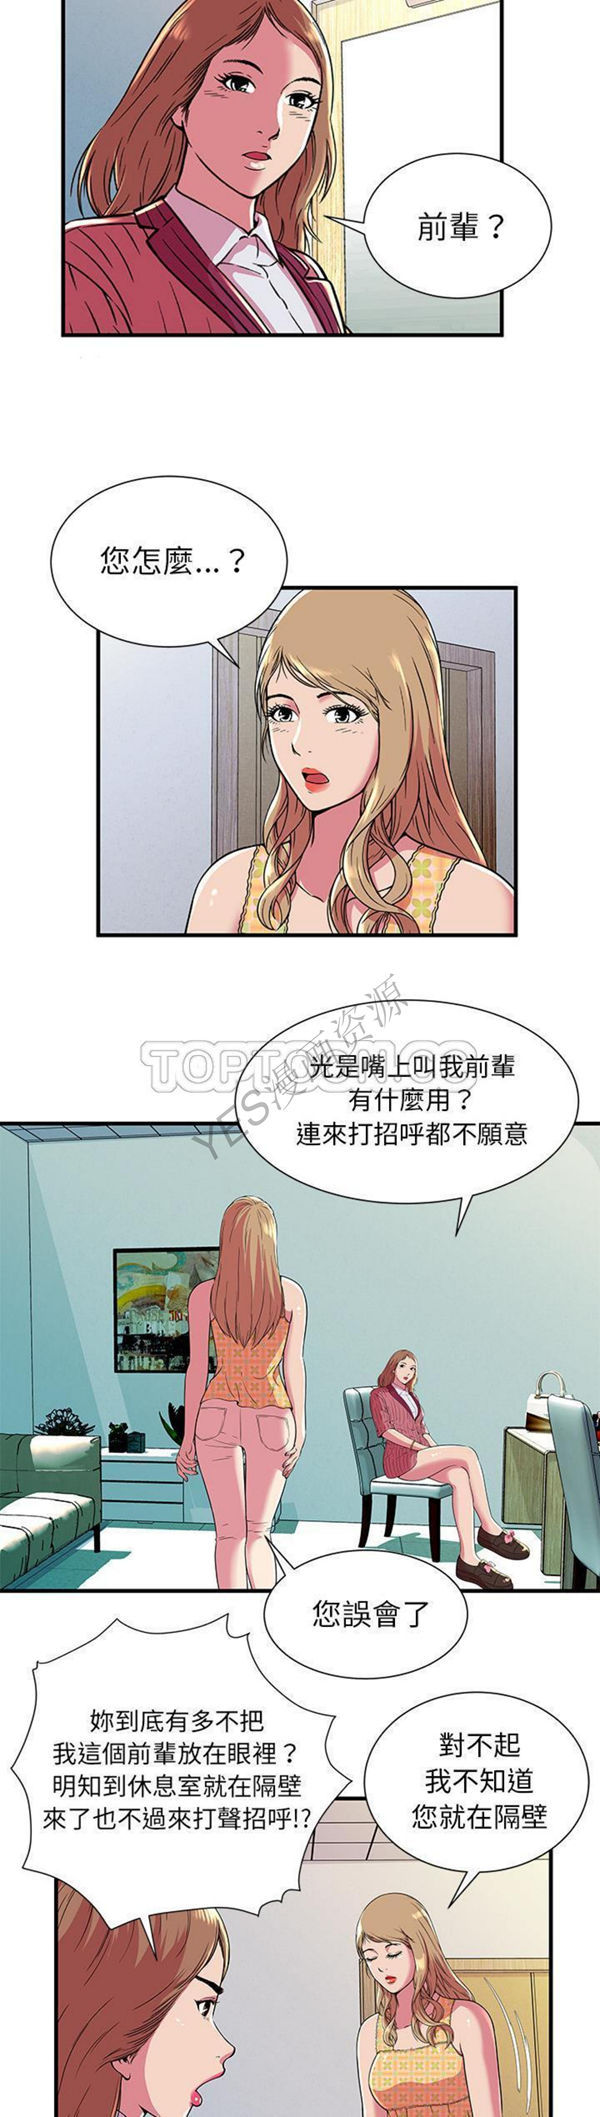 前輩？
您怎麼...？
光是嘴上叫我前輩
有什麼用？
連來打招呼都不願意
TOPTOON.CC
YES漫画资源
您誤會了
妳到底有多不把
我這個前輩放在眼裡？
明知到休息室就在隔壁
來了也不過來打聲招呼!?
對不起
我不知道
您就在隔壁